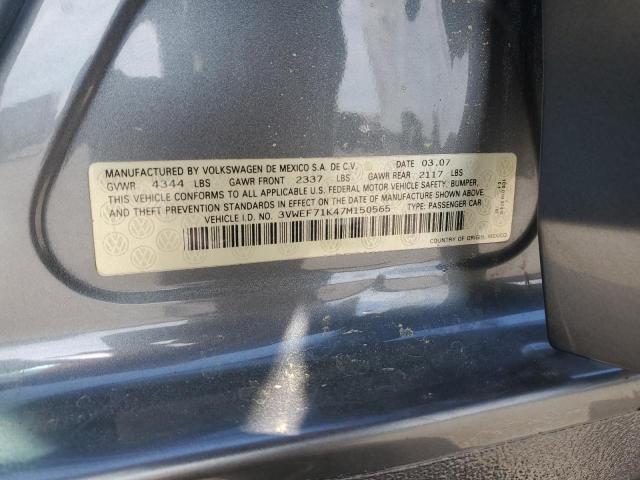 MANUFACTURED BY VOLKSWAGEN DE MEXICO S.A. DE C.V. DATE 03.07
GVWR 4344 LBS GAWR FRONT 2337 LBS GAWR REAR 2117 LBS
THIS VEHICLE CONFORMS TO ALL APPLICABLE U.S. FEDERAL MOTOR VEHICLE SAFETY, BUMPER,
AND THEFT PREVENTION STANDARDS IN EFFECT ON THE DATE OF MANUFACTURE SHOWN ABOVE.
VEHICLE I.D. NO. 3VWEF71K47M150565 TYPE: PASSENGER CAR
COUNTRY OF ORIGIN: MEXICO